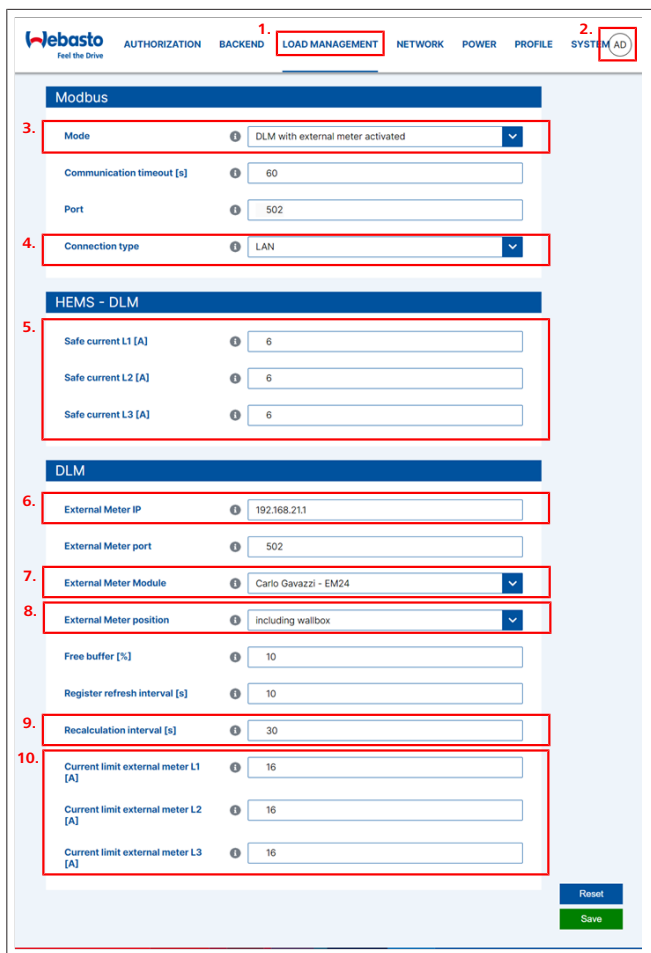 1.
2.
Webasto
Feel the Drive
AUTHORIZATION BACKEND LOAD MANAGEMENT NETWORK POWER PROFILE SYSTEM AD
Modbus
3.
Mode DLM with external meter activated
Communication timeout [s] 60
Port 502
4.
Connection type LAN
HEMS - DLM
5.
Safe current L1 [A] 6
Safe current L2 [A] 6
Safe current L3 [A] 6
DLM
6.
External Meter IP 192.168.21.1
External Meter port 502
7.
External Meter Module Carlo Gavazzi - EM24
8.
External Meter position including wallbox
Free buffer [%] 10
Register refresh interval [s] 10
9.
Recalculation interval [s] 30
10.
Current limit external meter L1 16
[A]
Current limit external meter L2 16
[A]
Current limit external meter L3 16
[A]
Reset
Save